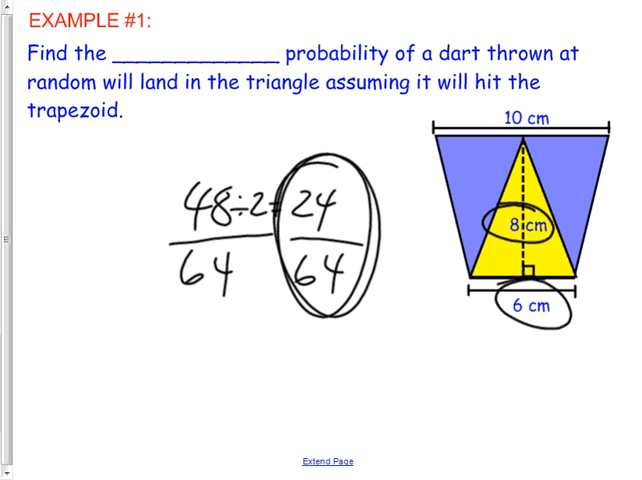 EXAMPLE #1:
Find the _____________ probability of a dart thrown at
random will land in the triangle assuming it will hit the
trapezoid.
10 cm
48÷2=24
64 64
8 cm
6 cm
Extend Page